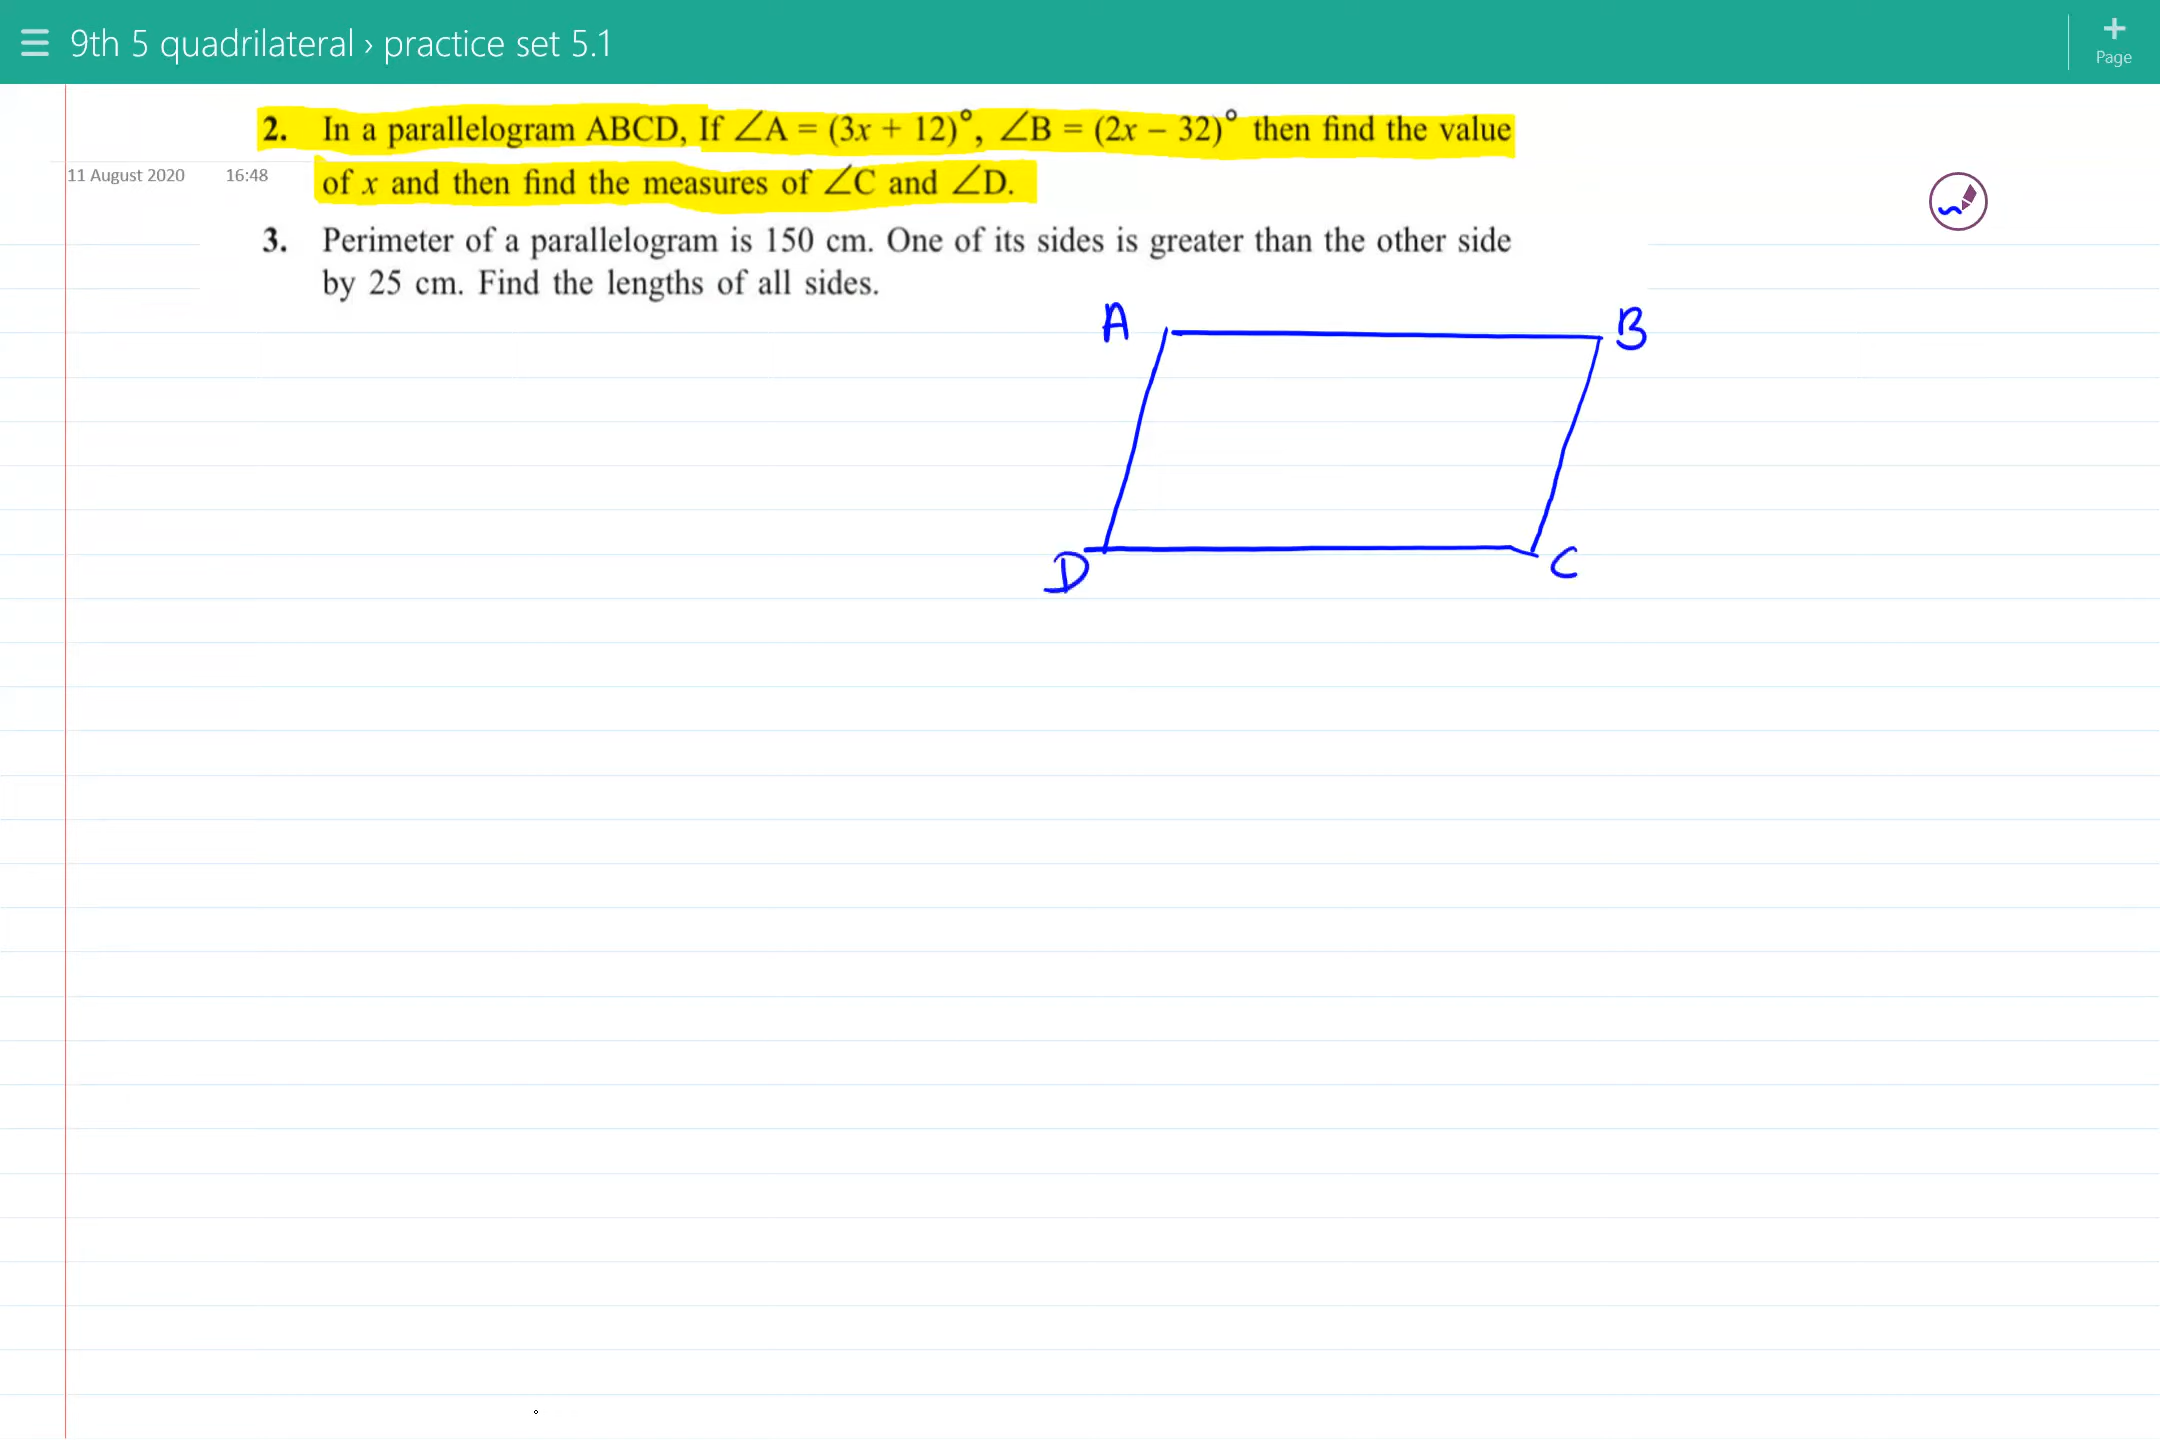 9th 5 quadrilateral › practice set 5.1
Page
2. In a parallelogram ABCD, If ∠A = (3x + 12)°, ∠B = (2x − 32)° then find the value
of x and then find the measures of ∠C and ∠D.
11 August 2020 16:48
3. Perimeter of a parallelogram is 150 cm. One of its sides is greater than the other side
by 25 cm. Find the lengths of all sides.
A B
D C